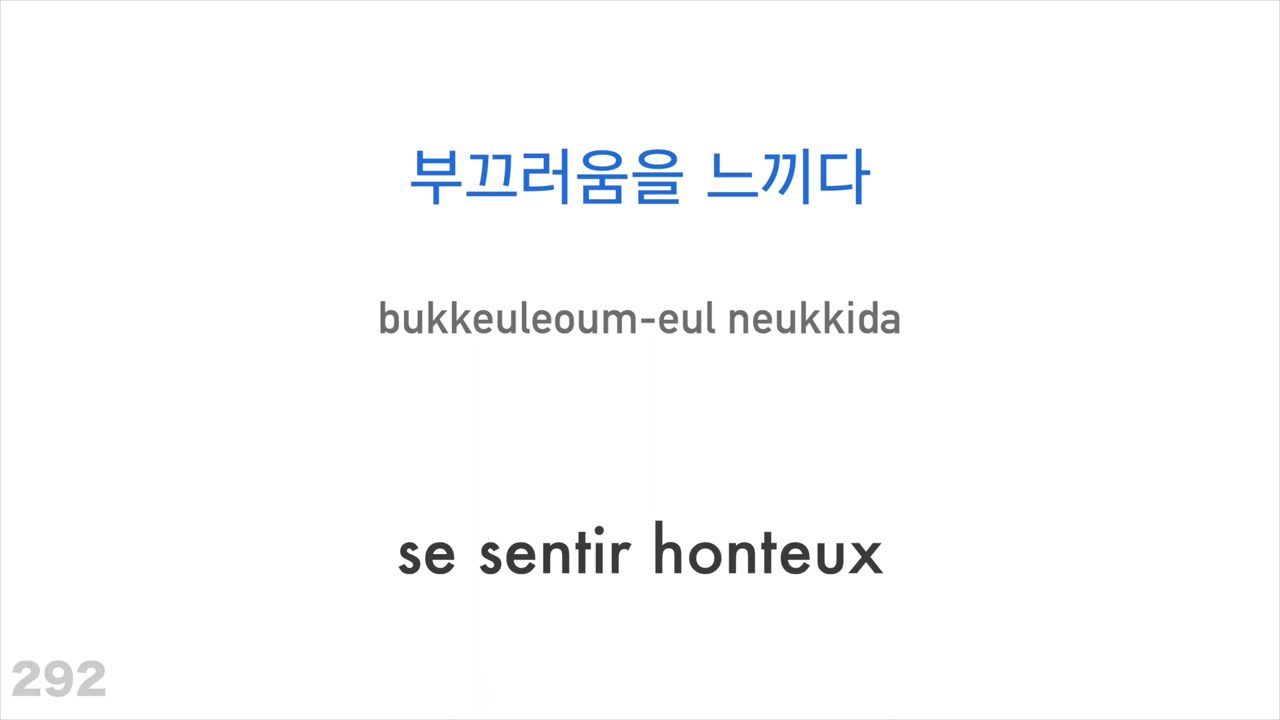 부끄러움을 느끼다
bukkeuleoum-eul neukkida
se sentir honteux
292